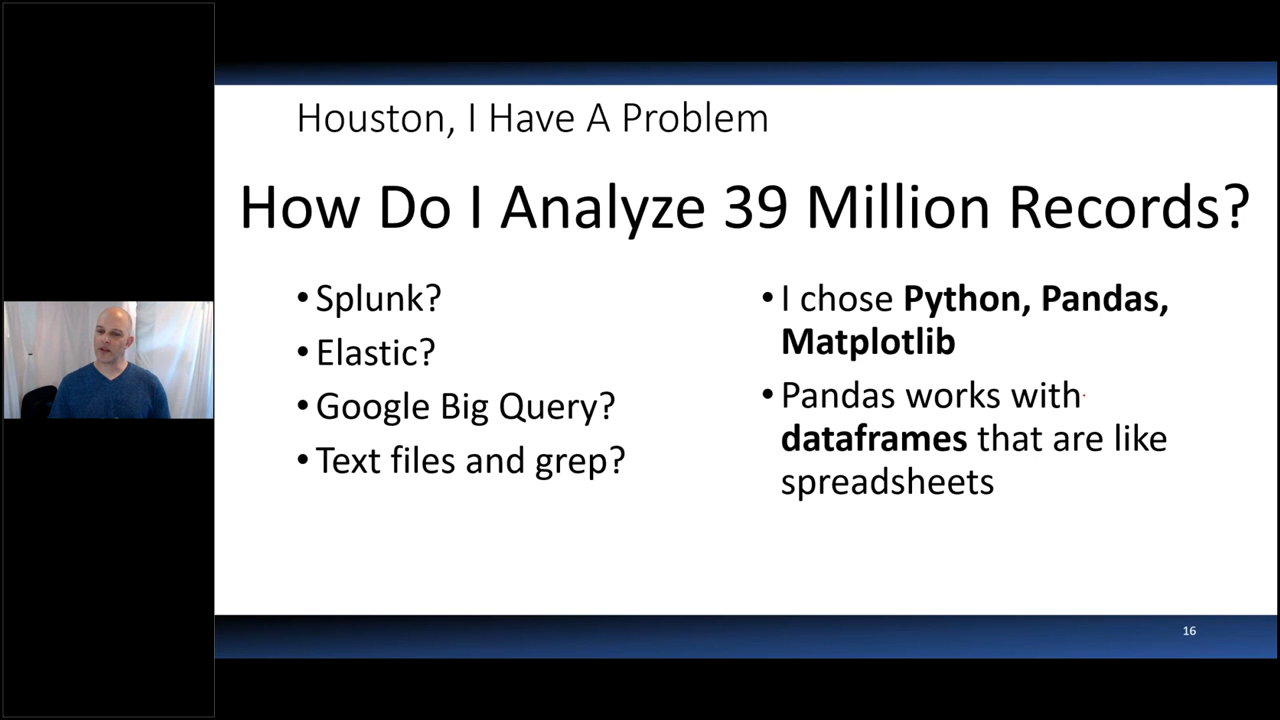 Houston, I Have A Problem
How Do I Analyze 39 Million Records?
• Splunk?
• Elastic?
• Google Big Query?
• Text files and grep?
• I chose Python, Pandas,
Matplotlib
• Pandas works with
dataframes that are like
spreadsheets
16